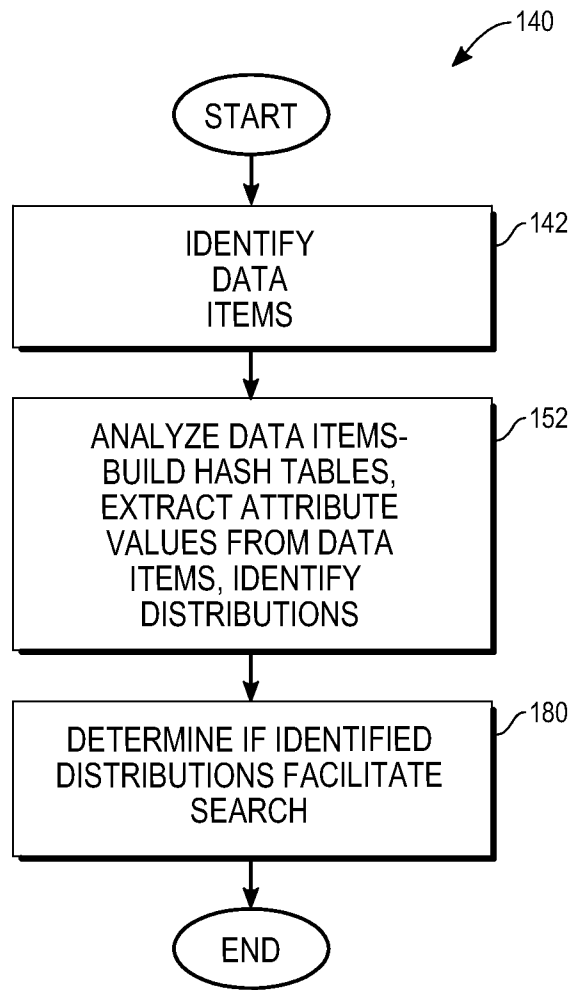 140
START
IDENTIFY
DATA
ITEMS
142
ANALYZE DATA ITEMS-
BUILD HASH TABLES,
EXTRACT ATTRIBUTE
VALUES FROM DATA
ITEMS, IDENTIFY
DISTRIBUTIONS
152
DETERMINE IF IDENTIFIED
DISTRIBUTIONS FACILITATE
SEARCH
180
END